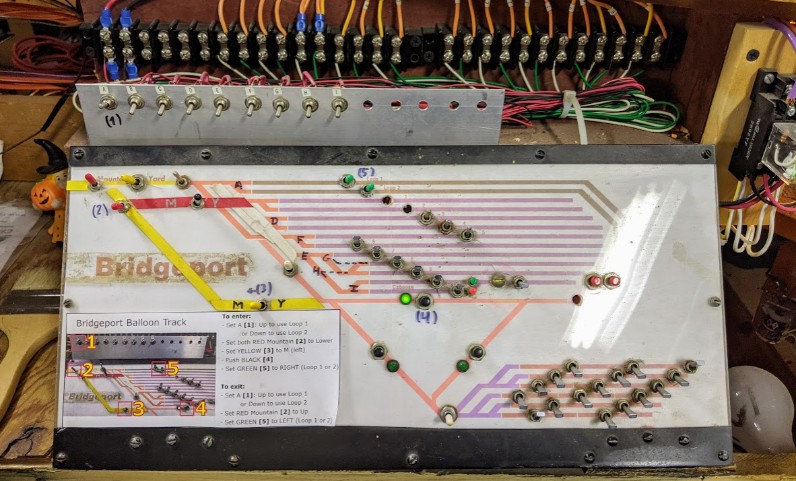 (1)
(5)
Mountain Yard
A
(2)
M Y
D
F
E G
H S
I
Bridgeport
(3)
M Y
(4)
Bridgeport Balloon Track
1
2
5
Bridgeport
3
4
To enter:
- Set A [1]: Up to use Loop 1
or Down to use Loop 2
- Set both RED Mountain [2] to Lower
- Set YELLOW [3] to M (left)
- Push BLACK [4]
- Set GREEN [5] to RIGHT (Loop 1 or 2)
To exit:
- Set A [1]: Up to use Loop 1
or Down to use Loop 2
- Set RED Mountain [2] to Up
- Set GREEN [5] to LEFT (Loop 1 or 2)